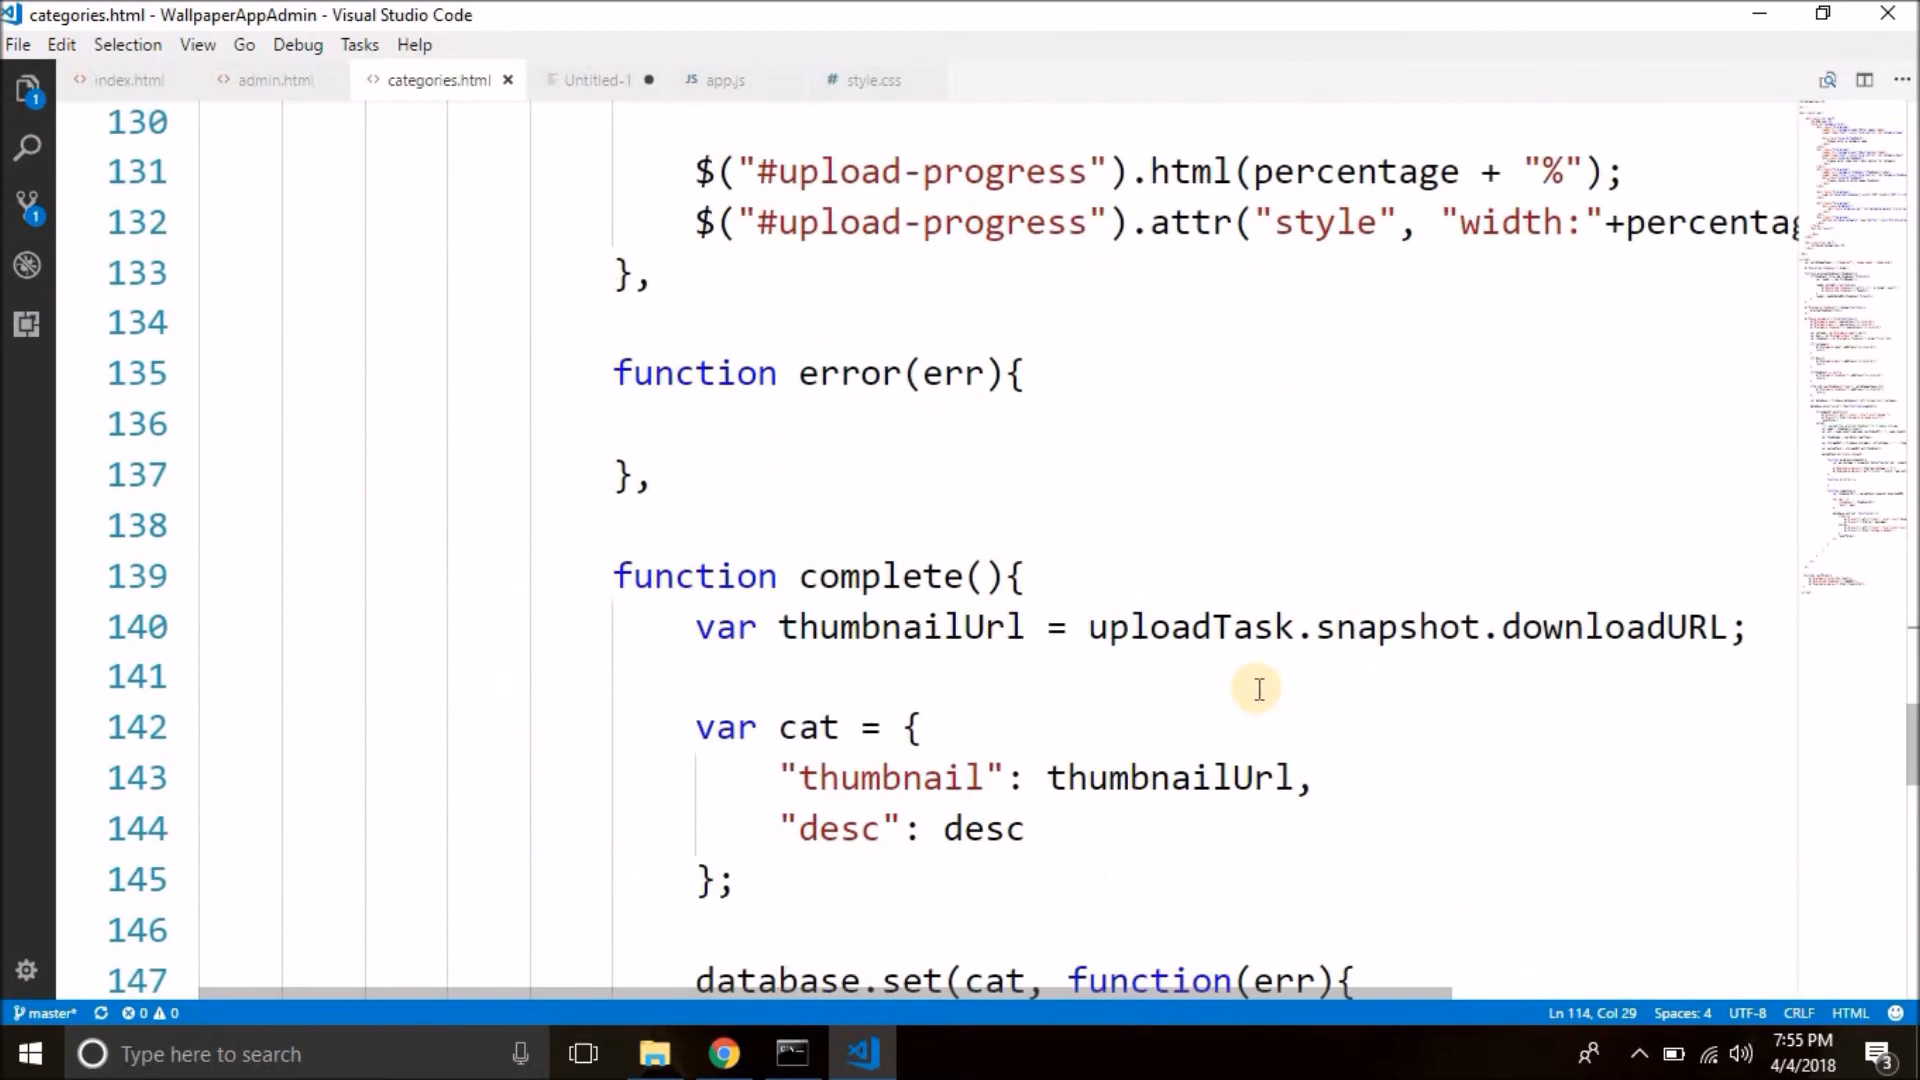 categories.html - WallpaperAppAdmin - Visual Studio Code
File Edit Selection View Go Debug Tasks Help
index.html admin.html categories.html Untitled-1 app.js style.css
JS
#
1
1
130
131 $("#upload-progress").html(percentage + "%");
132 $("#upload-progress").attr("style", "width:"+percentag
133 },
134
135 function error(err){
136
137 },
138
139 function complete(){
140 var thumbnailUrl = uploadTask.snapshot.downloadURL;
141
142 var cat = {
143 "thumbnail": thumbnailUrl,
144 "desc": desc
145 };
146
147 database.set(cat, function(err){
master* 0 0 Ln 114, Col 29 Spaces: 4 UTF-8 CRLF HTML
Type here to search
7:55 PM
4/4/2018
3